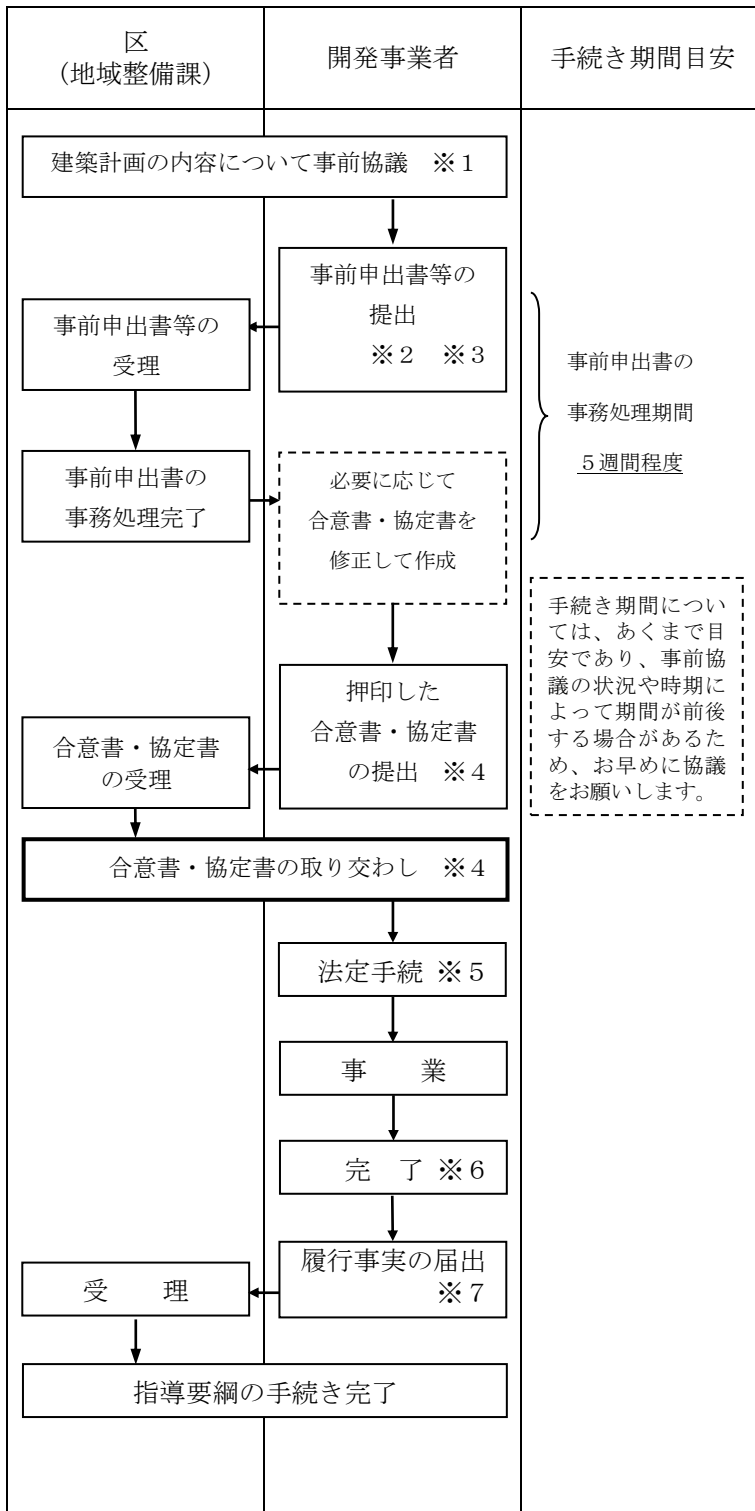 区
（地域整備課）
開発事業者
手続き期間目安
建築計画の内容について事前協議　※１
事前申出書等の
提出
※２　※３
事前申出書等の
受理
事前申出書の
事務処理期間
５週間程度
事前申出書の
事務処理完了
必要に応じて
合意書・協定書を
修正して作成
手続き期間につい
ては、あくまで目
安であり、事前協
議の状況や時期に
よって期間が前後
する場合があるた
め、お早めに協議
をお願いします。
押印した
合意書・協定書
の提出　※４
合意書・協定書
の受理
合意書・協定書の取り交わし　※４
法定手続 ※５
事　　業
完　了 ※６
履行事実の届出
※７
受　　理
指導要綱の手続き完了